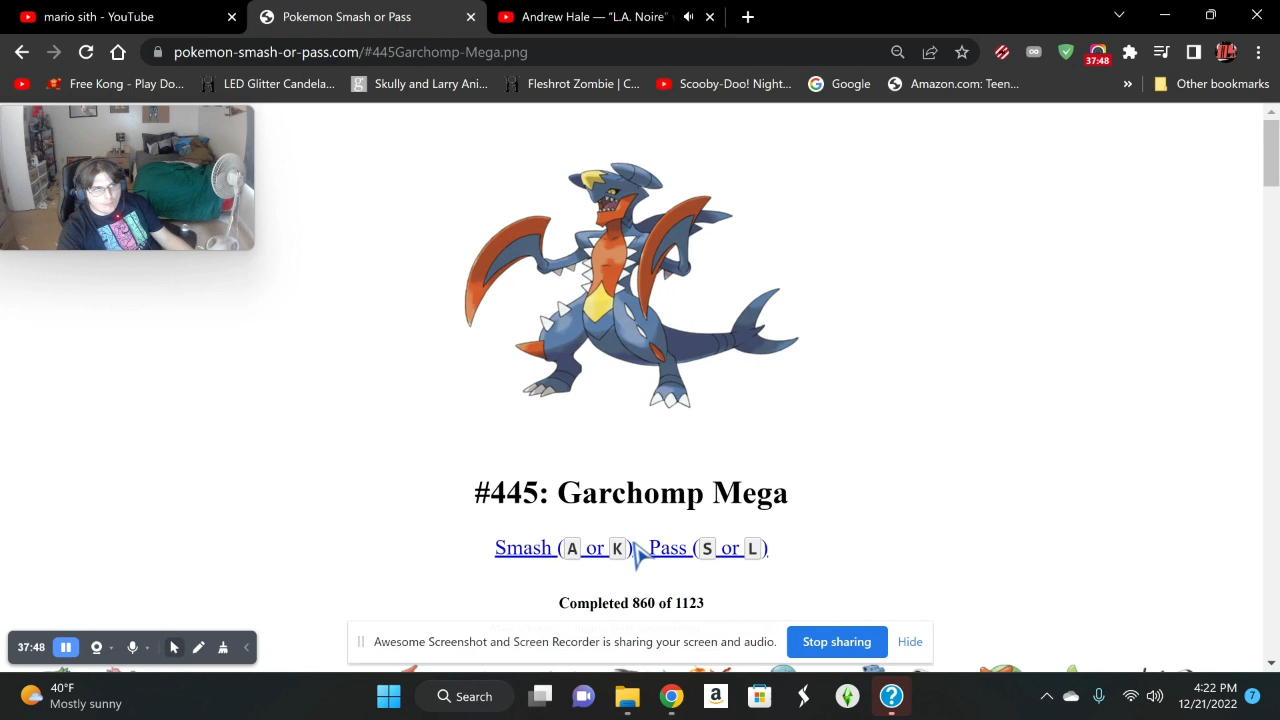 mario sith - YouTube
Pokemon Smash or Pass
Andrew Hale — "L.A. Noire"
pokemon-smash-or-pass.com/#445Garchomp-Mega.png
37:48
Free Kong - Play Do...
LED Glitter Candela...
Skully and Larry Ani...
Fleshrot Zombie | C...
Scooby-Doo! Night...
Google
Amazon.com: Teen...
»
Other bookmarks
#445: Garchomp Mega
Smash (A or K) Pass (S or L)
Completed 860 of 1123
37:48
Awesome Screenshot and Screen Recorder is sharing your screen and audio.
Stop sharing
Hide
40°F
Mostly sunny
Search
4:22 PM
12/21/2022
7